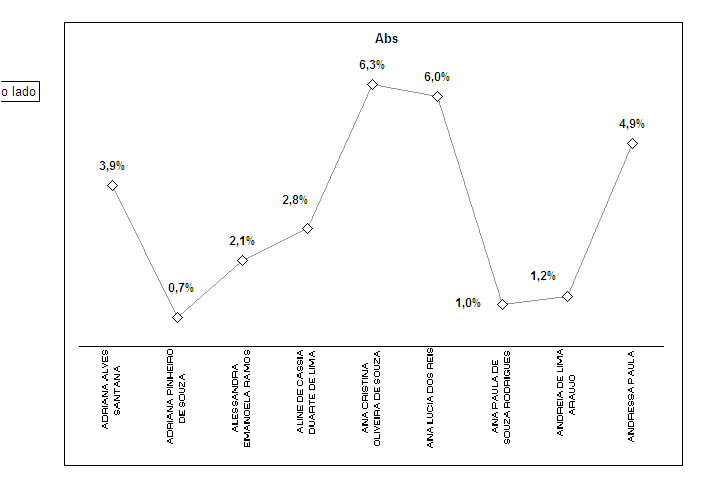 Abs
o lado
6,3%
6,0%
4,9%
3,9%
2,8%
2,1%
0,7%
1,0%
1,2%
ADRIANA ALVES
SANTANA
ADRIANA PINHEIRO
DE SOUZA
ALESSANDRA
EMANOELA RAMOS
ALINE DE CASSIA
DUARTE DE LIMA
ANA CRISTINA
OLIVEIRA DE SOUZA
ANA LUCIA DOS REIS
ANA PAULA DE
SOUZA RODRIGUES
ANDREIA DE LIMA
ARAUJO
ANDRESSA PAULA